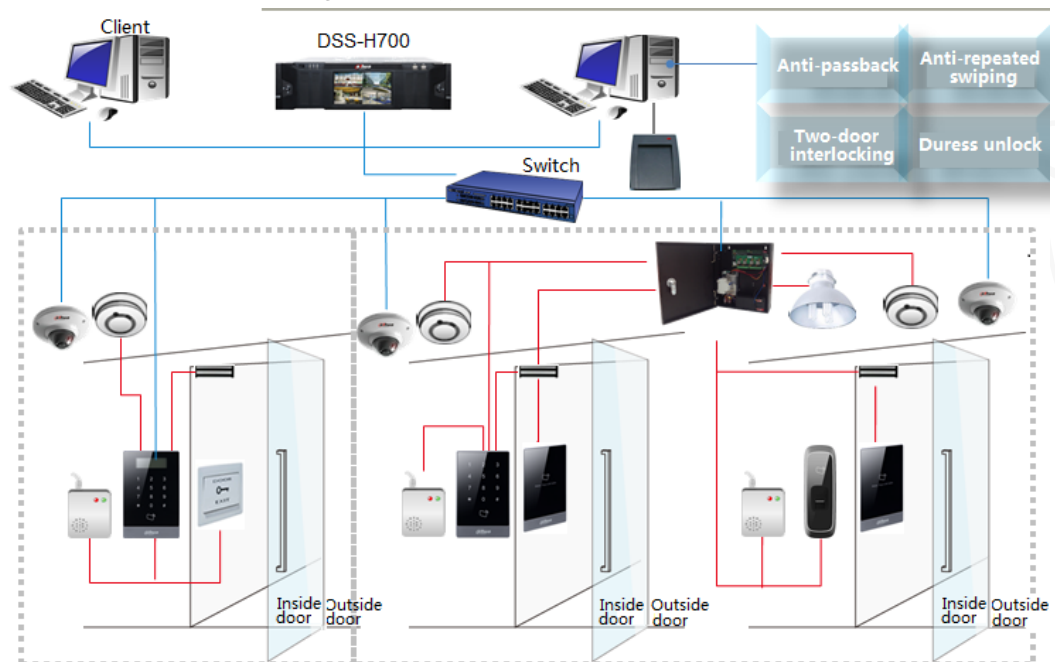 Client
DSS-H700
Anti-passback
Anti-repeated
swiping
Two-door
interlocking
Duress unlock
Switch
Inside
door
Outside
door
Inside
door
Outside
door
Inside
door
Outside
door